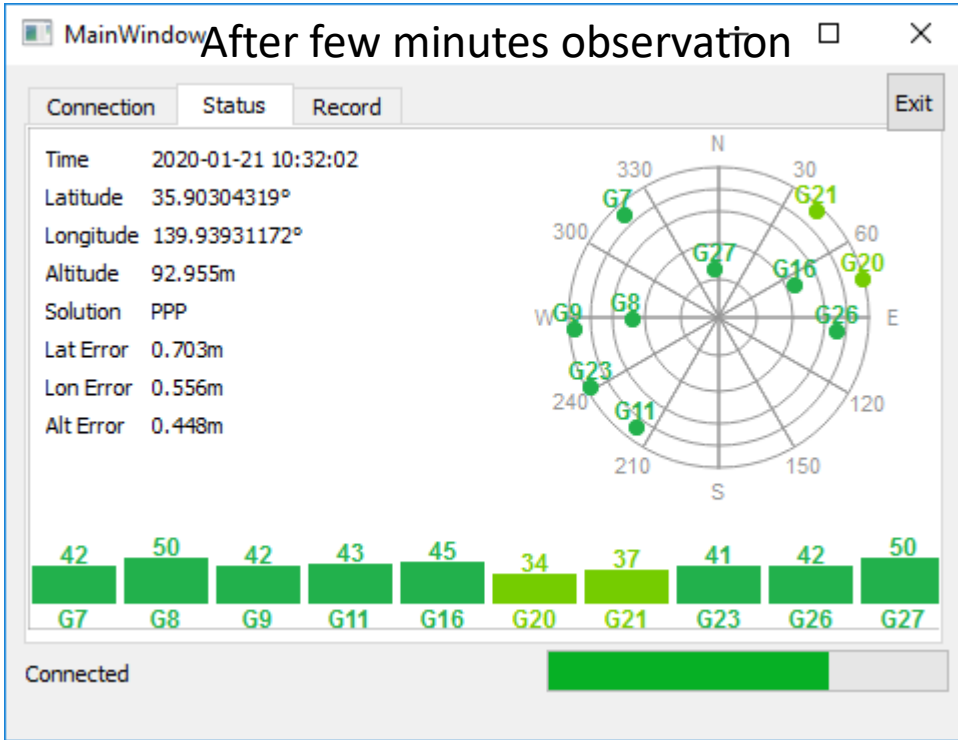 MainWindow
After few minutes observation
Connection Status Record Exit
Time 2020-01-21 10:32:02
Latitude 35.90304319°
Longitude 139.93931172°
Altitude 92.955m
Solution PPP
Lat Error 0.703m
Lon Error 0.556m
Alt Error 0.448m
N
330 30
G7 G21
300 60
G27 G16 G20
W G9 G8 G26 E
G23
240 G11 120
210 150
S
42 50 42 43 45 34 37 41 42 50
G7 G8 G9 G11 G16 G20 G21 G23 G26 G27
Connected